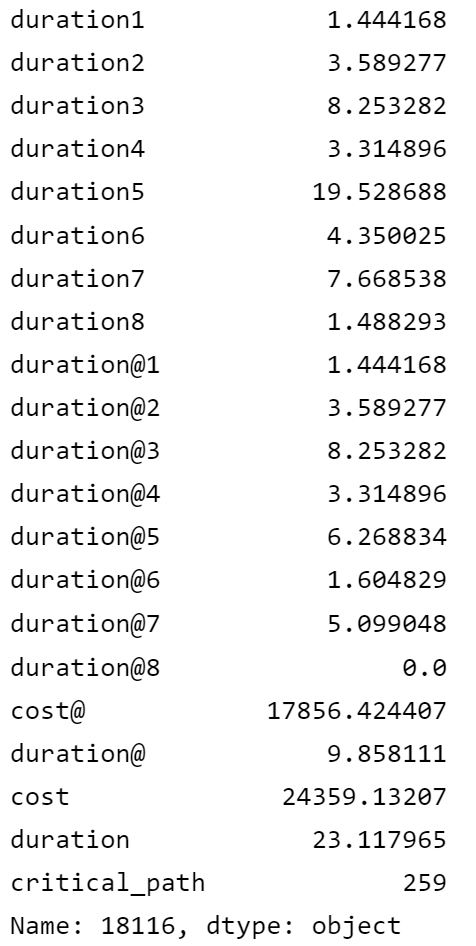 duration1 1.444168
duration2 3.589277
duration3 8.253282
duration4 3.314896
duration5 19.528688
duration6 4.350025
duration7 7.668538
duration8 1.488293
duration@1 1.444168
duration@2 3.589277
duration@3 8.253282
duration@4 3.314896
duration@5 6.268834
duration@6 1.604829
duration@7 5.099048
duration@8 0.0
cost@ 17856.424407
duration@ 9.858111
cost 24359.13207
duration 23.117965
critical_path 259
Name: 18116, dtype: object